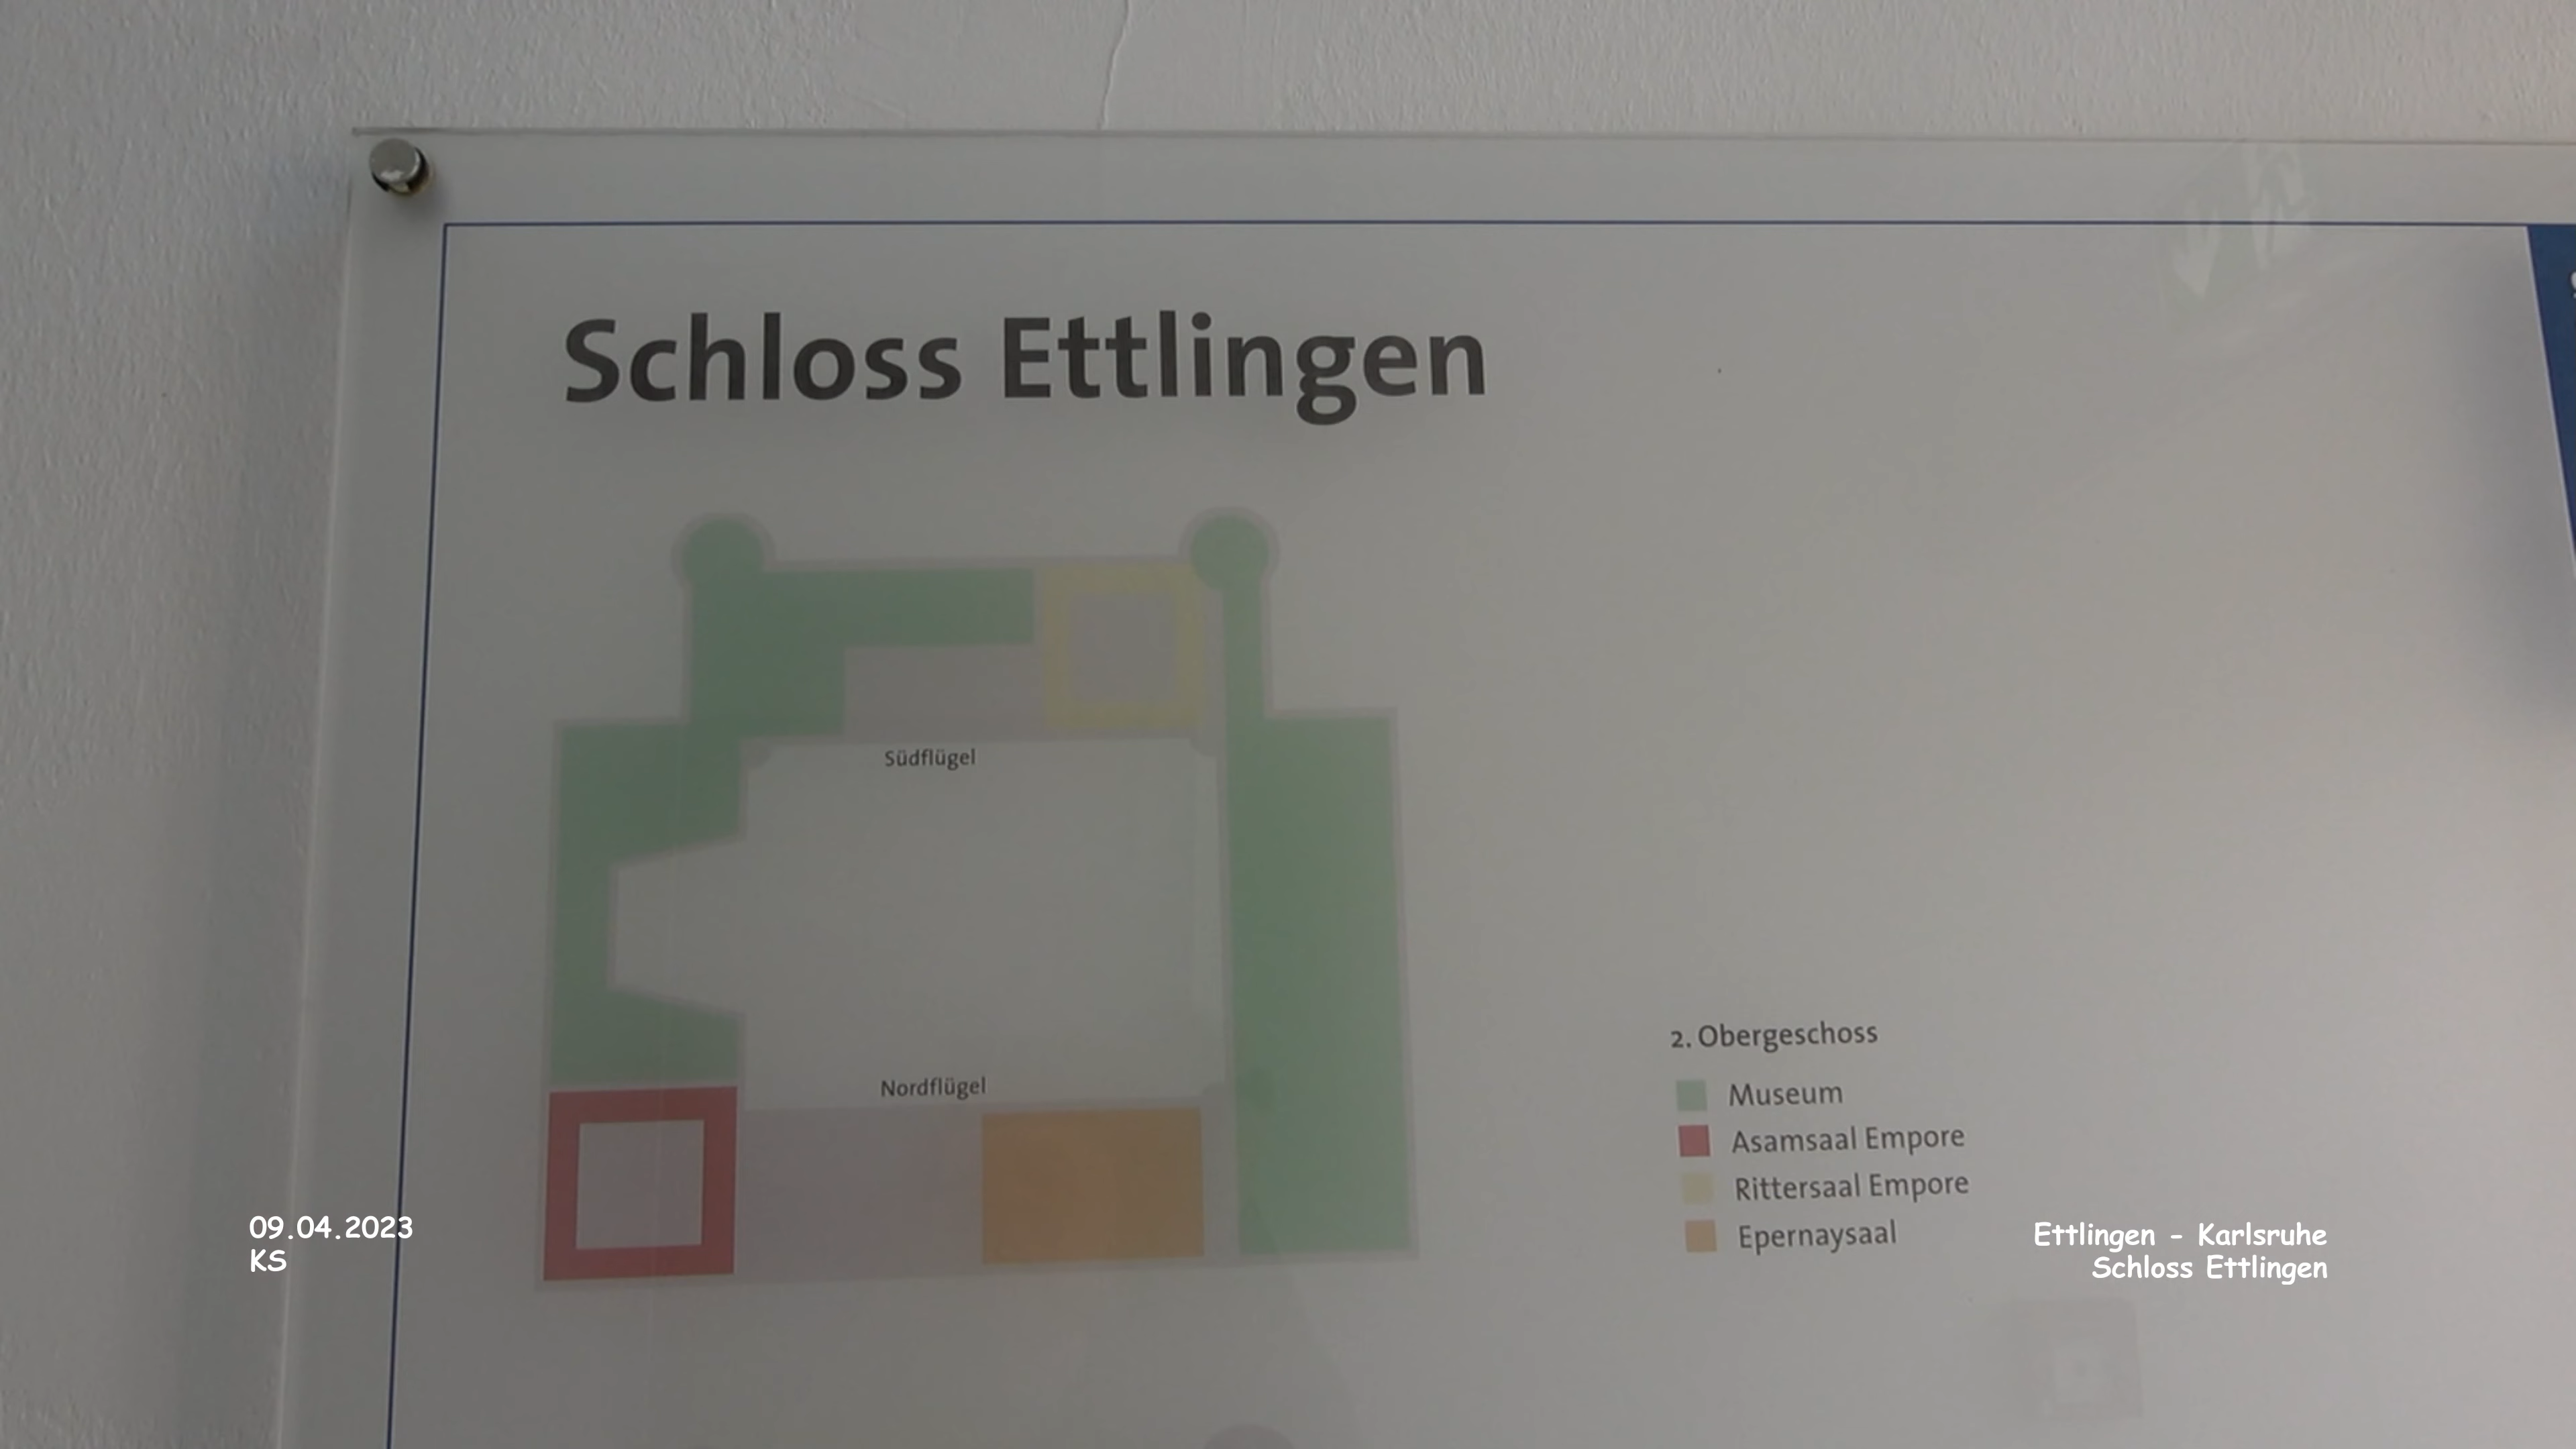 Schloss Ettlingen
Südflügel
Nordflügel
2. Obergeschoss
Museum
Asamsaal Empore
Rittersaal Empore
Epernaysaal
09.04.2023
KS
Ettlingen - Karlsruhe
Schloss Ettlingen